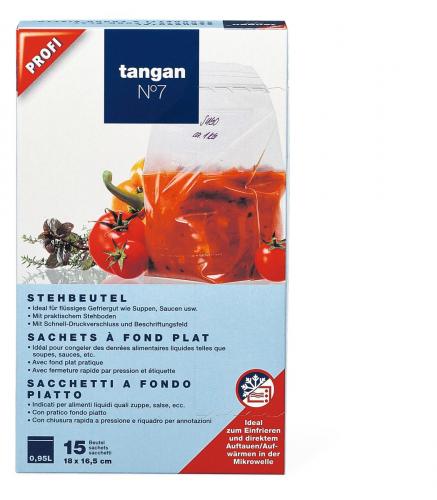 PROFI
tangan
N°7
SUGO
ca. 1 KG
STEHBEUTEL
• Ideal für flüssiges Gefriergut wie Suppen, Saucen usw.
• Mit praktischem Stehboden
• Mit Schnell-Druckverschluss und Beschriftungsfeld
SACHETS À FOND PLAT
• Idéal pour congeler des denrées alimentaires liquides telles que
soupes, sauces, etc.
• Avec fond plat pratique
• Avec fermeture rapide par pression et étiquette
SACCHETTI A FONDO
PIATTO
• Indicati per alimenti liquidi quali zuppe, salse, ecc.
• Con pratico fondo piatto
• Con chiusura rapida a pressione e riquadro per annotazioni
0,95L
15 Beutel
sachets
sacchetti
18 x 16,5 cm
Ideal
zum Einfrieren
und direktem
Auftauen/Auf-
wärmen in der
Mikrowelle